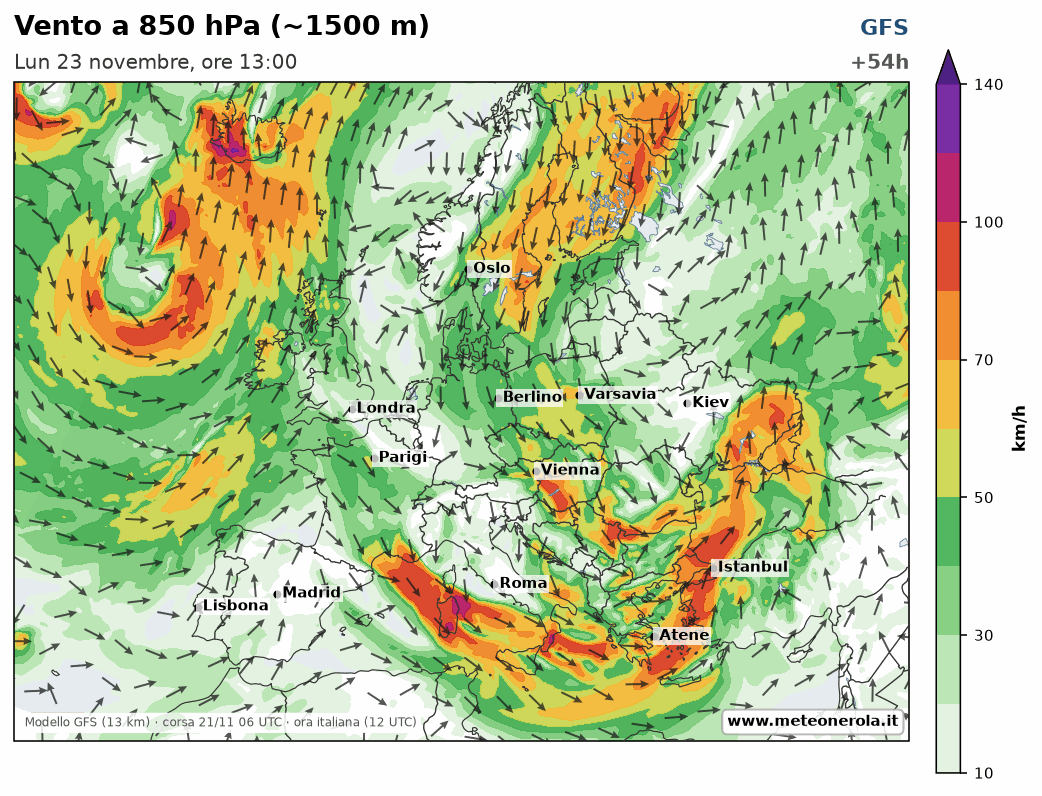 Vento a 850 hPa (~1500 m)
GFS
Lun 23 novembre, ore 13:00
+54h
140
100
70
50
30
10
km/h
Oslo
Berlino
Varsavia
Kiev
Londra
Parigi
Vienna
Istanbul
Roma
Madrid
Lisbona
Atene
Modello GFS (13 km) · corsa 21/11 06 UTC · ora italiana (12 UTC)
www.meteonerola.it